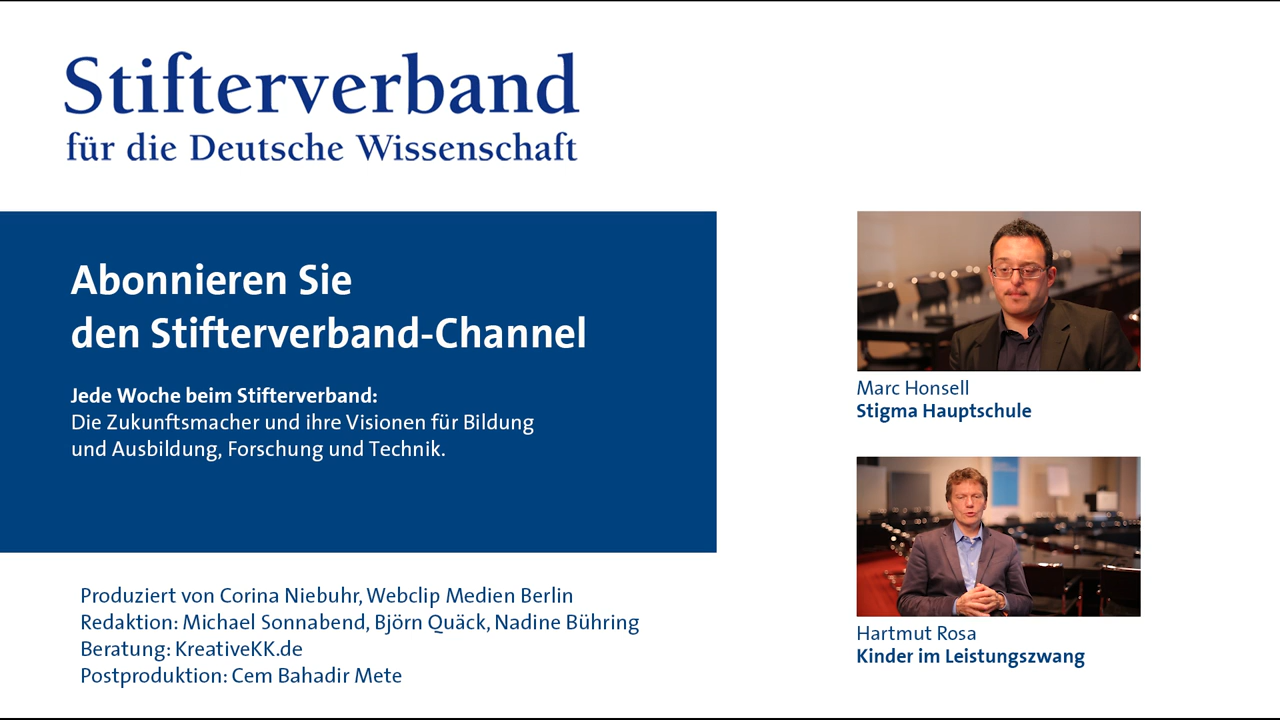 Stifterverband
für die Deutsche Wissenschaft
Abonnieren Sie
den Stifterverband-Channel
Jede Woche beim Stifterverband:
Die Zukunftsmacher und ihre Visionen für Bildung
und Ausbildung, Forschung und Technik.
Produziert von Corina Niebuhr, Webclip Medien Berlin
Redaktion: Michael Sonnabend, Björn Quäck, Nadine Bühring
Beratung: KreativeKK.de
Postproduktion: Cem Bahadir Mete
Marc Honsell
Stigma Hauptschule
Hartmut Rosa
Kinder im Leistungszwang